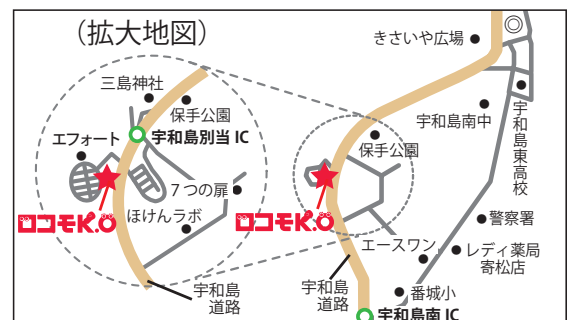 （拡大地図）
三島神社
保手公園
エフォート
宇和島別当 IC
７つの扉
ロコモK.O
ほけんラボ
宇和島
道路
きさいや広場
宇和島南中
宇和島東高校
保手公園
ロコモK.O
警察署
エースワン
レディ薬局
寄松店
宇和島
道路
番城小
宇和島南 IC